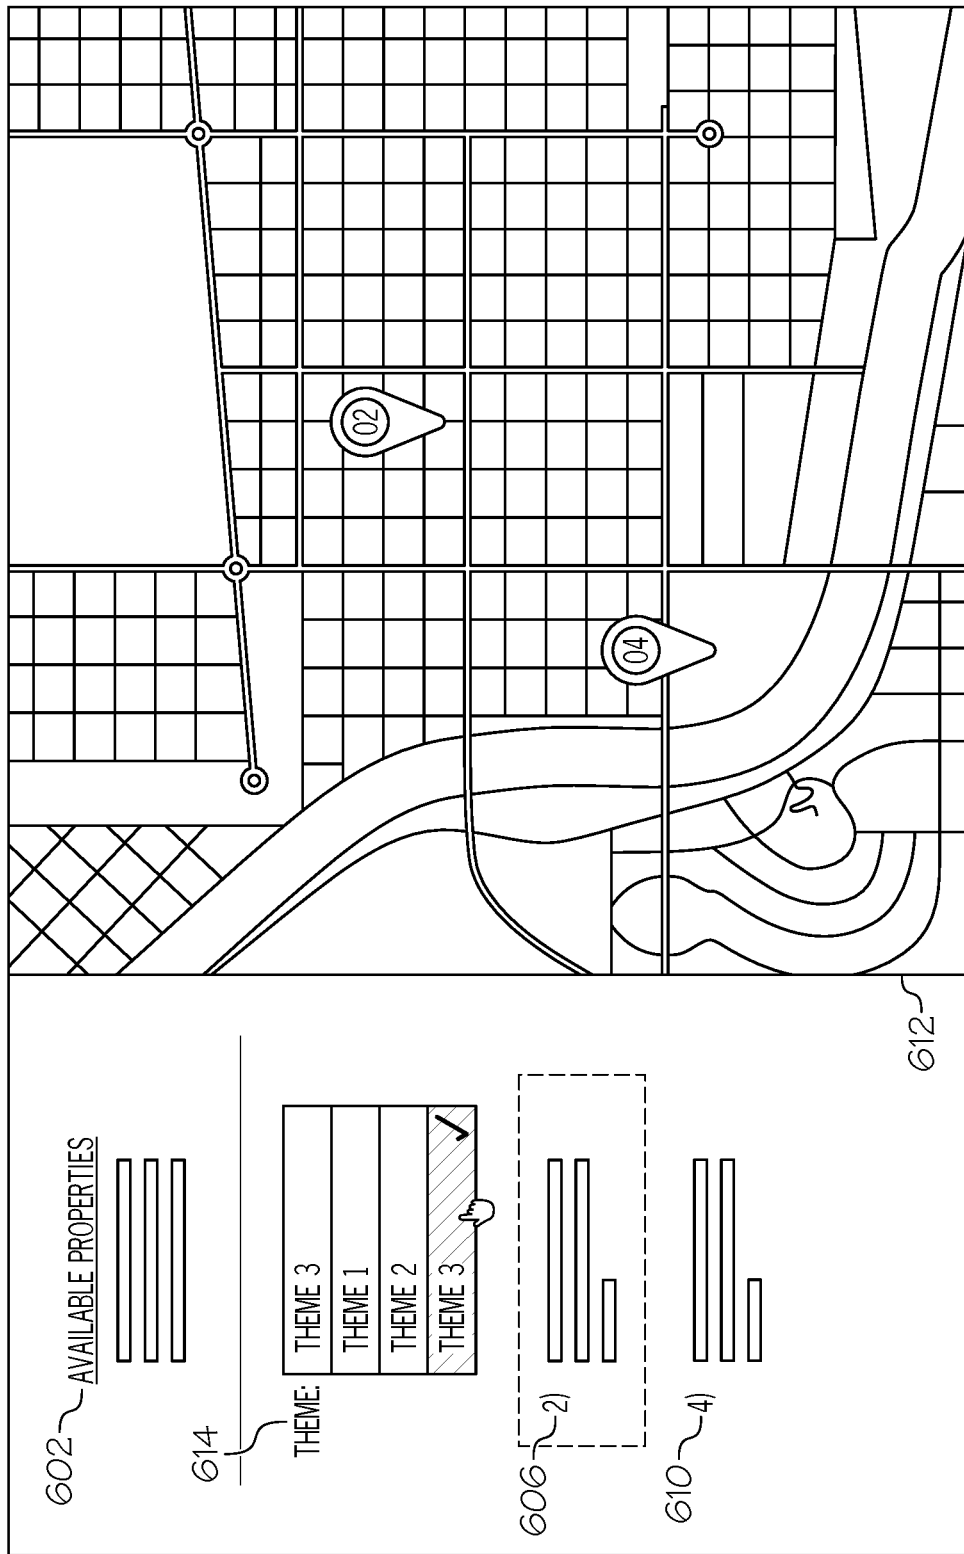 602
AVAILABLE PROPERTIES
614
THEME:
THEME 3
THEME 1
THEME 2
THEME 3
606
2)
610
4)
612
02
04